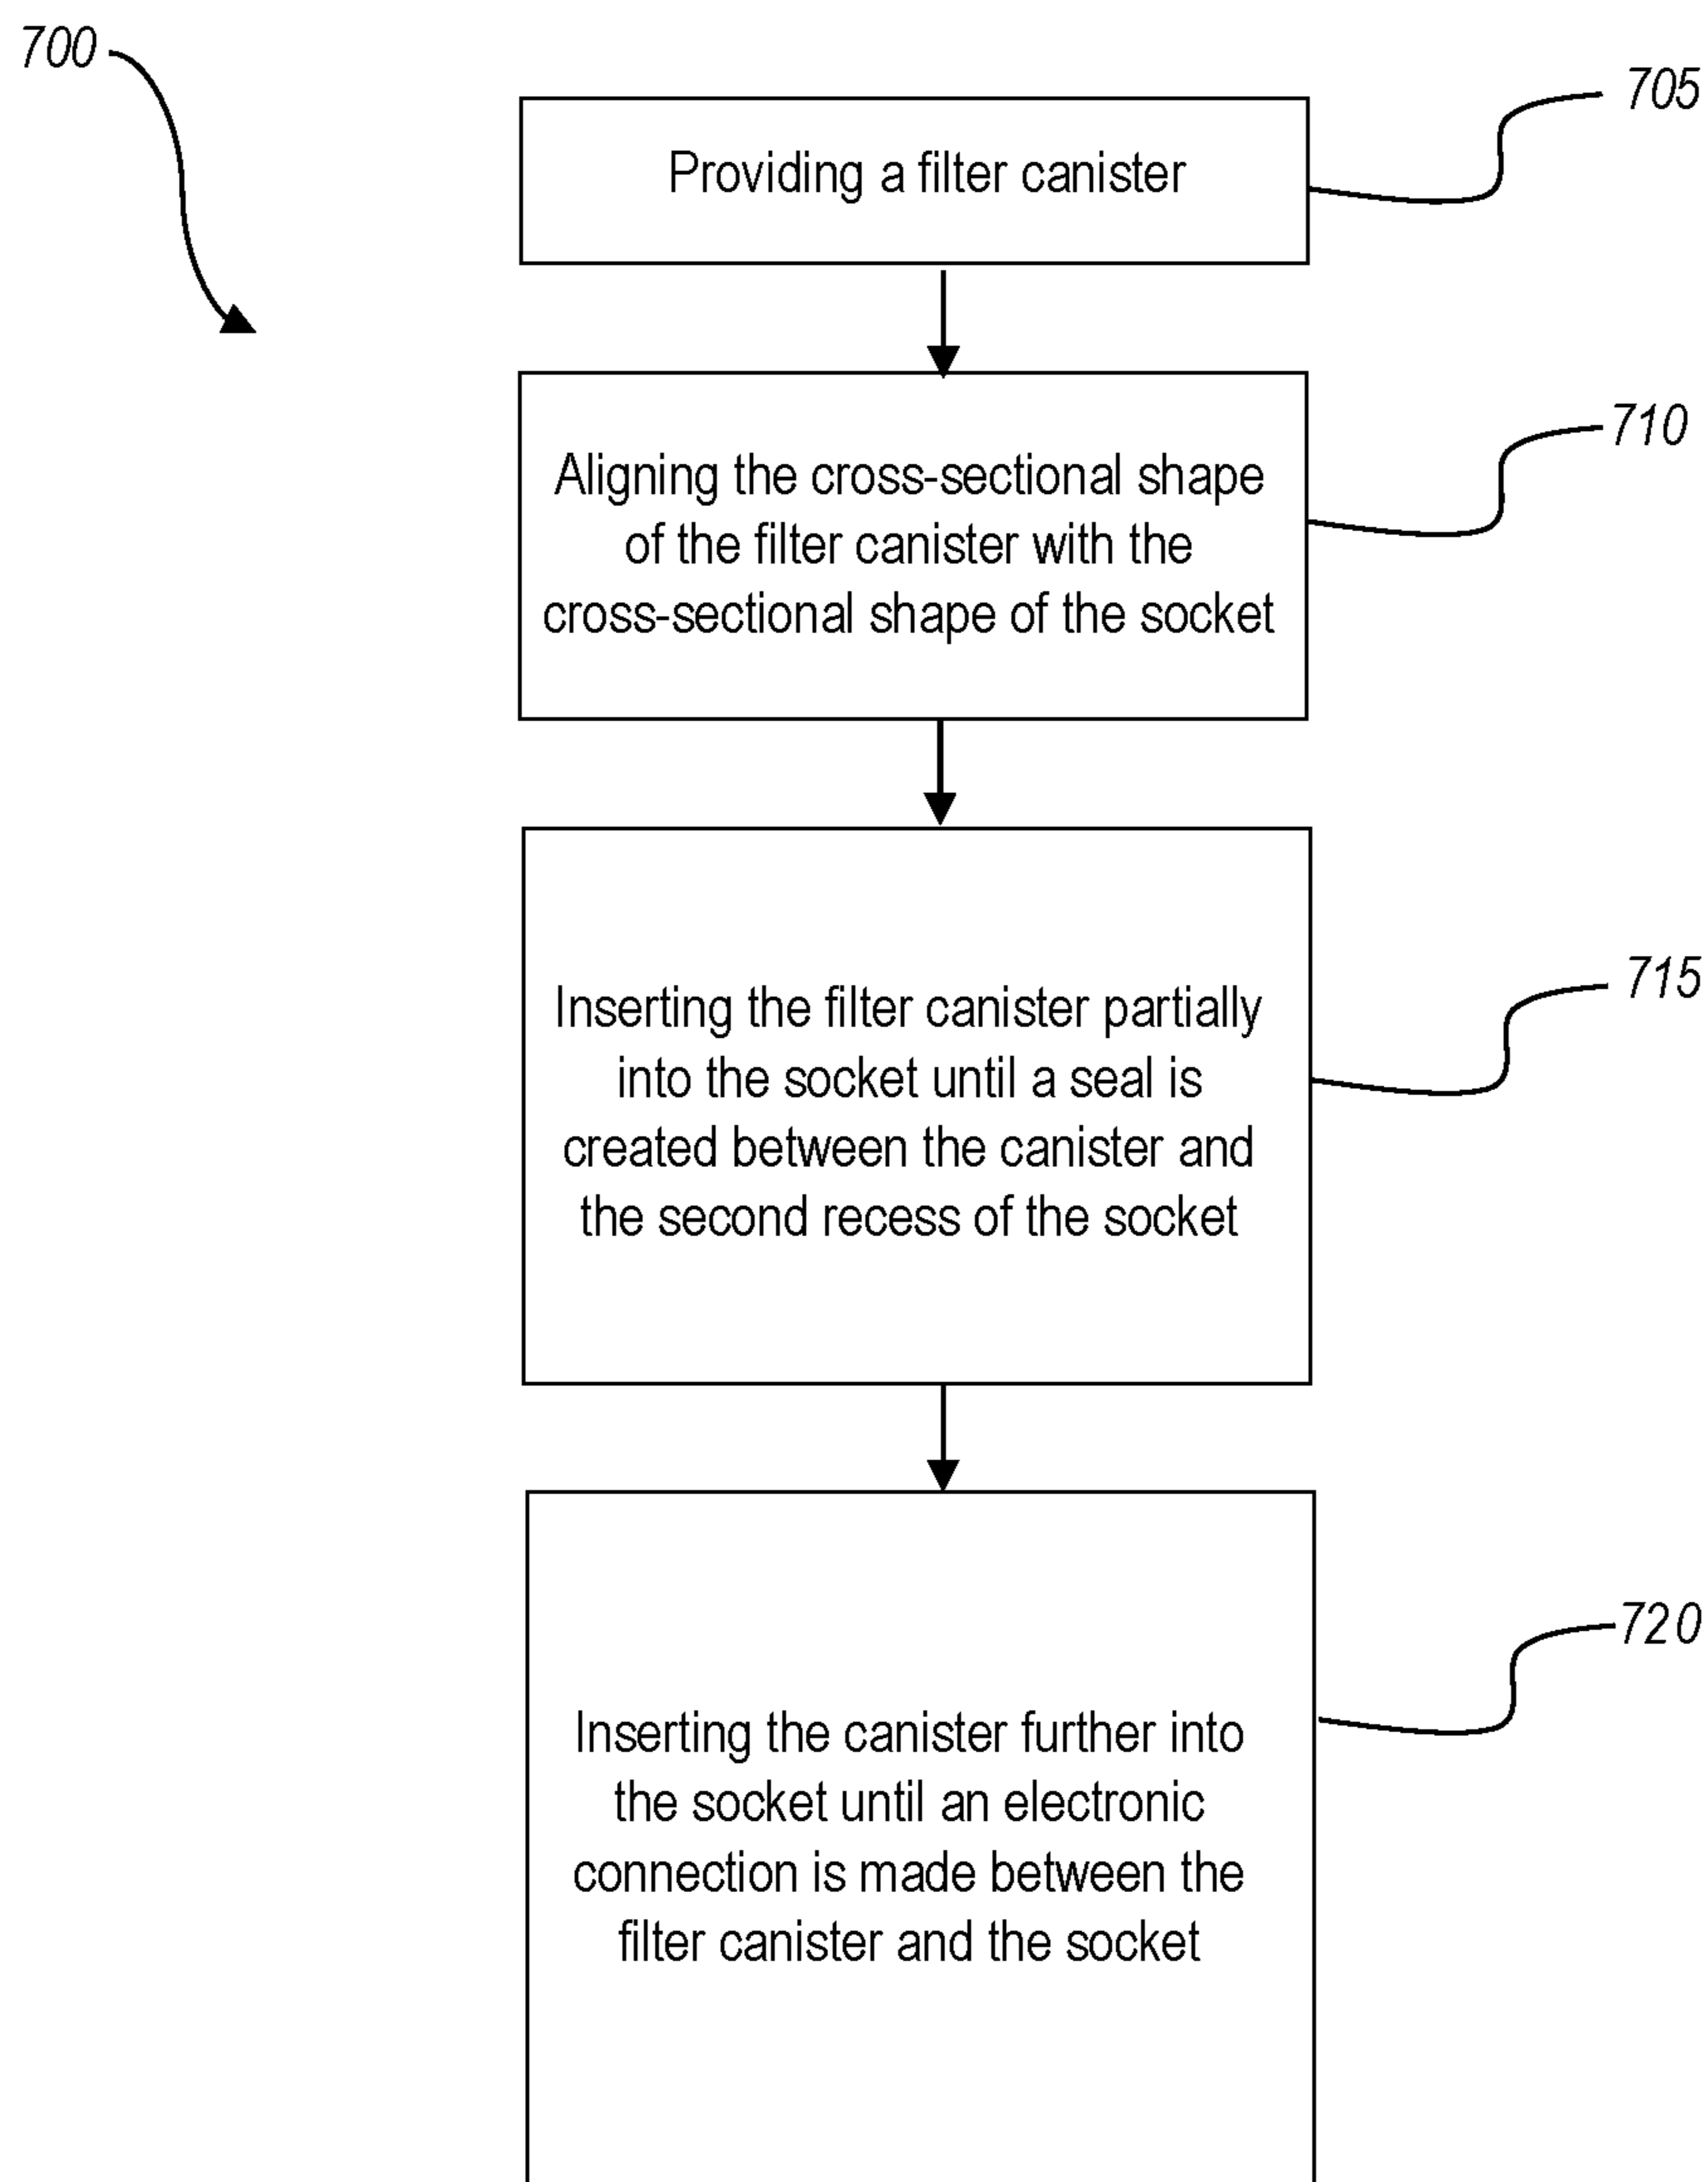 700
705
Providing a filter canister
710
Aligning the cross-sectional shape
of the filter canister with the
cross-sectional shape of the socket
715
Inserting the filter canister partially
into the socket until a seal is
created between the canister and
the second recess of the socket
720
Inserting the canister further into
the socket until an electronic
connection is made between the
filter canister and the socket